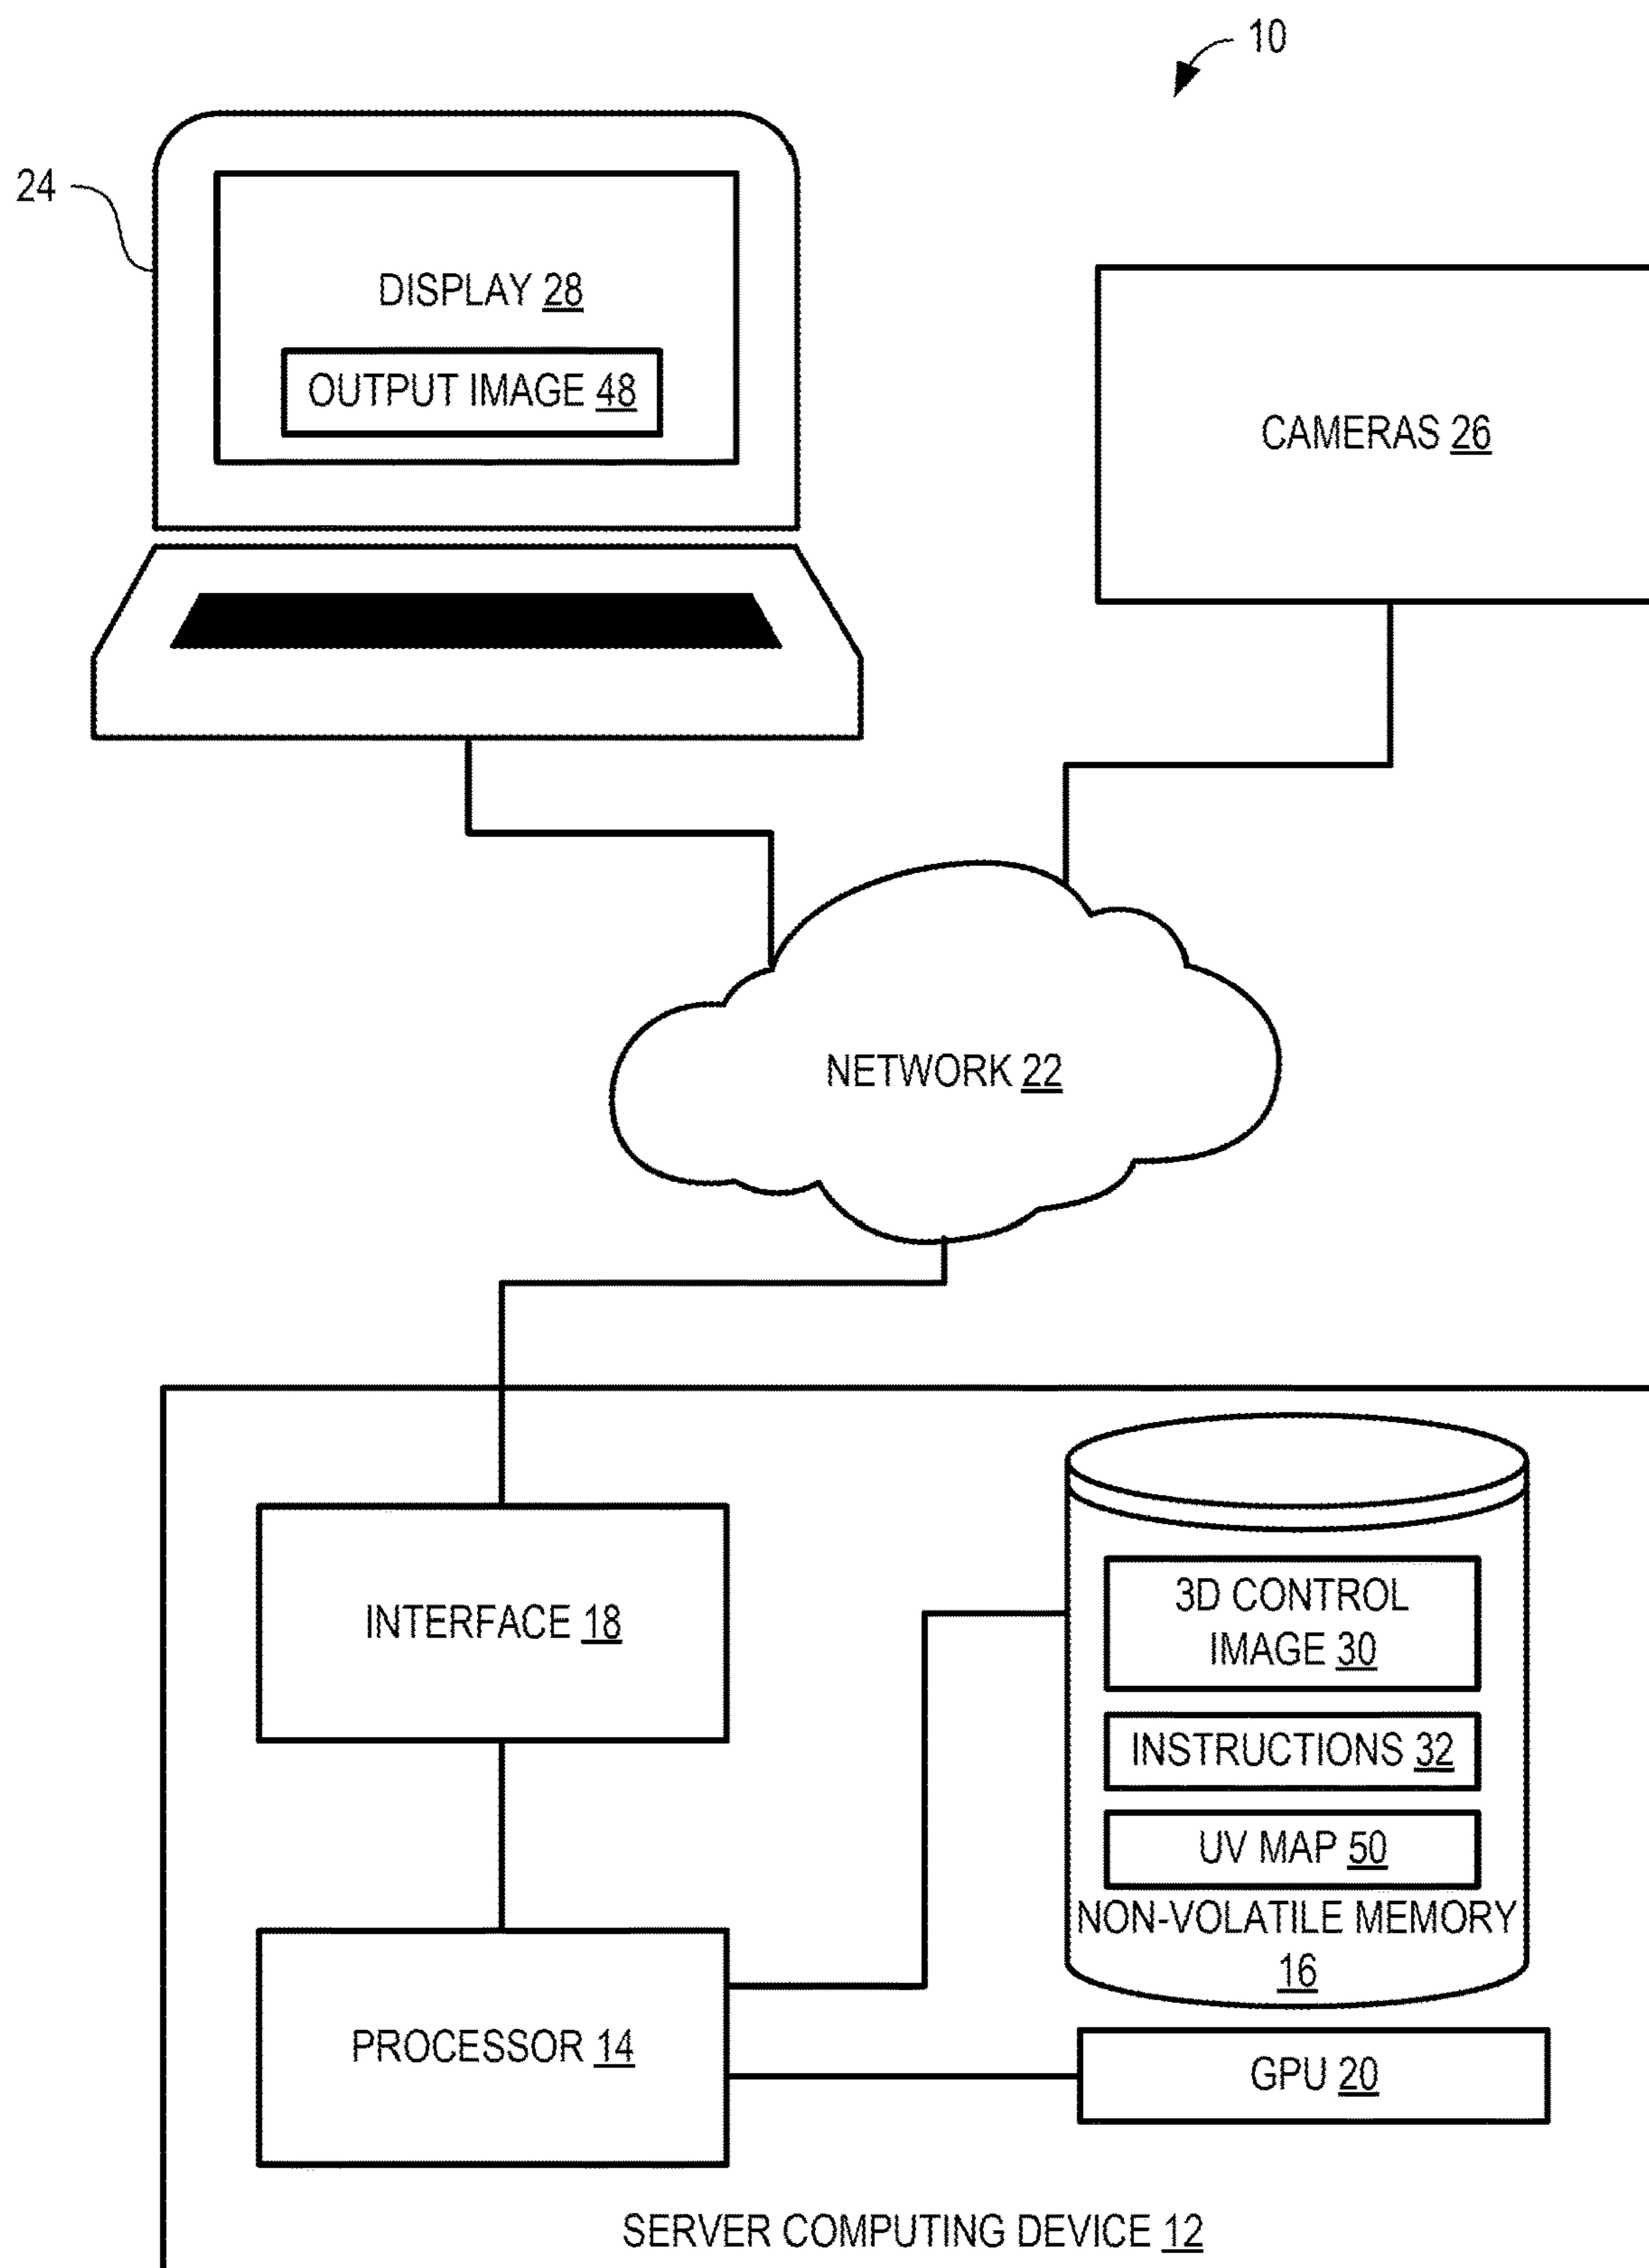 10
24
DISPLAY 28
OUTPUT IMAGE 48
CAMERAS 26
NETWORK 22
INTERFACE 18
3D CONTROL
IMAGE 30
INSTRUCTIONS 32
UV MAP 50
NON-VOLATILE MEMORY
16
PROCESSOR 14
GPU 20
SERVER COMPUTING DEVICE 12